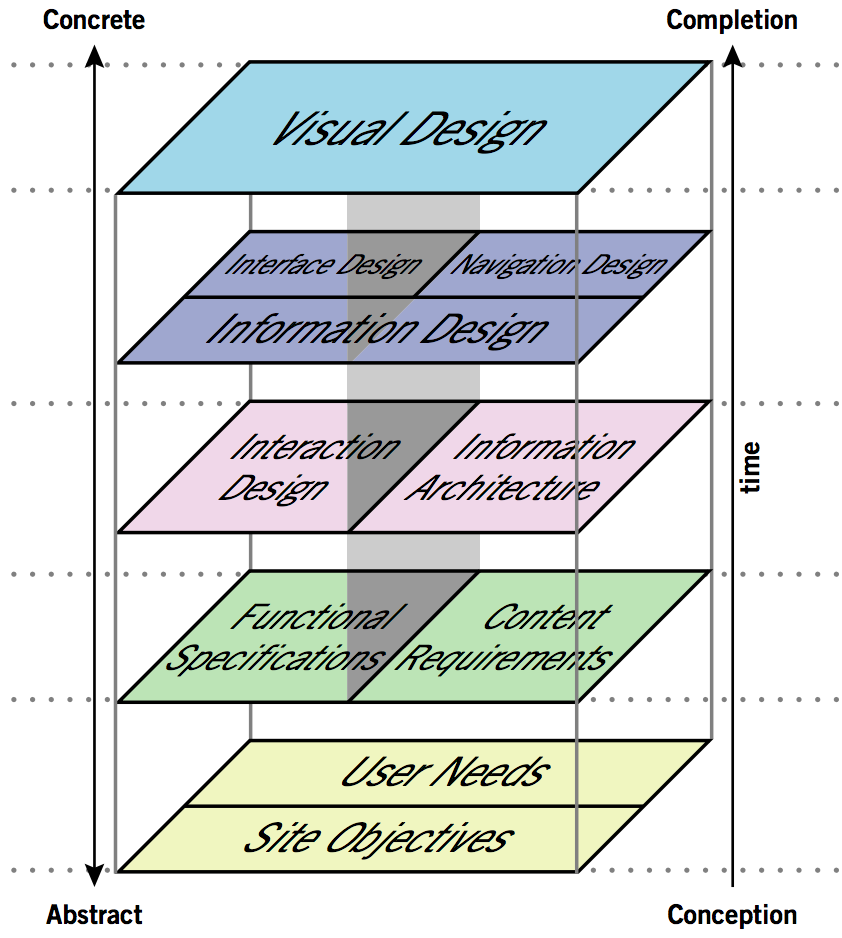 Concrete
Completion
Visual Design
Interface Design
Navigation Design
Information Design
Interaction
Design
Information
Architecture
time
Functional
Specifications
Content
Requirements
User Needs
Site Objectives
Abstract
Conception